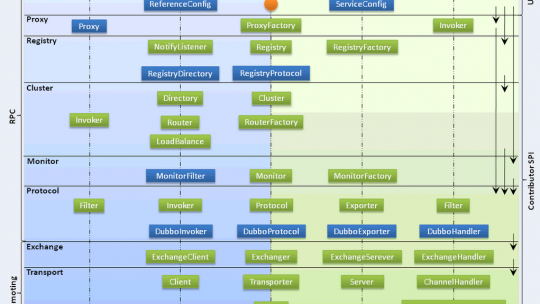 ReferenceConfig ServiceConfig
Proxy
Proxy ProxyFactory Invoker
Registry
NotifyListener Registry RegistryFactory
RegistryDirectory RegistryProtocol
Cluster
Directory Cluster
Invoker Router RouterFactory
LoadBalance
Monitor
MonitorFilter Monitor MonitorFactory
Protocol
Filter Invoker Protocol Exporter Filter
DubboInvoker DubboProtocol DubboExporter DubboHandler
Exchange
ExchangeClient Exchanger ExchangeSerever ExchangeHandler
Transport
Client Transporter Server ChannelHandler
RPC
Contributor SPI